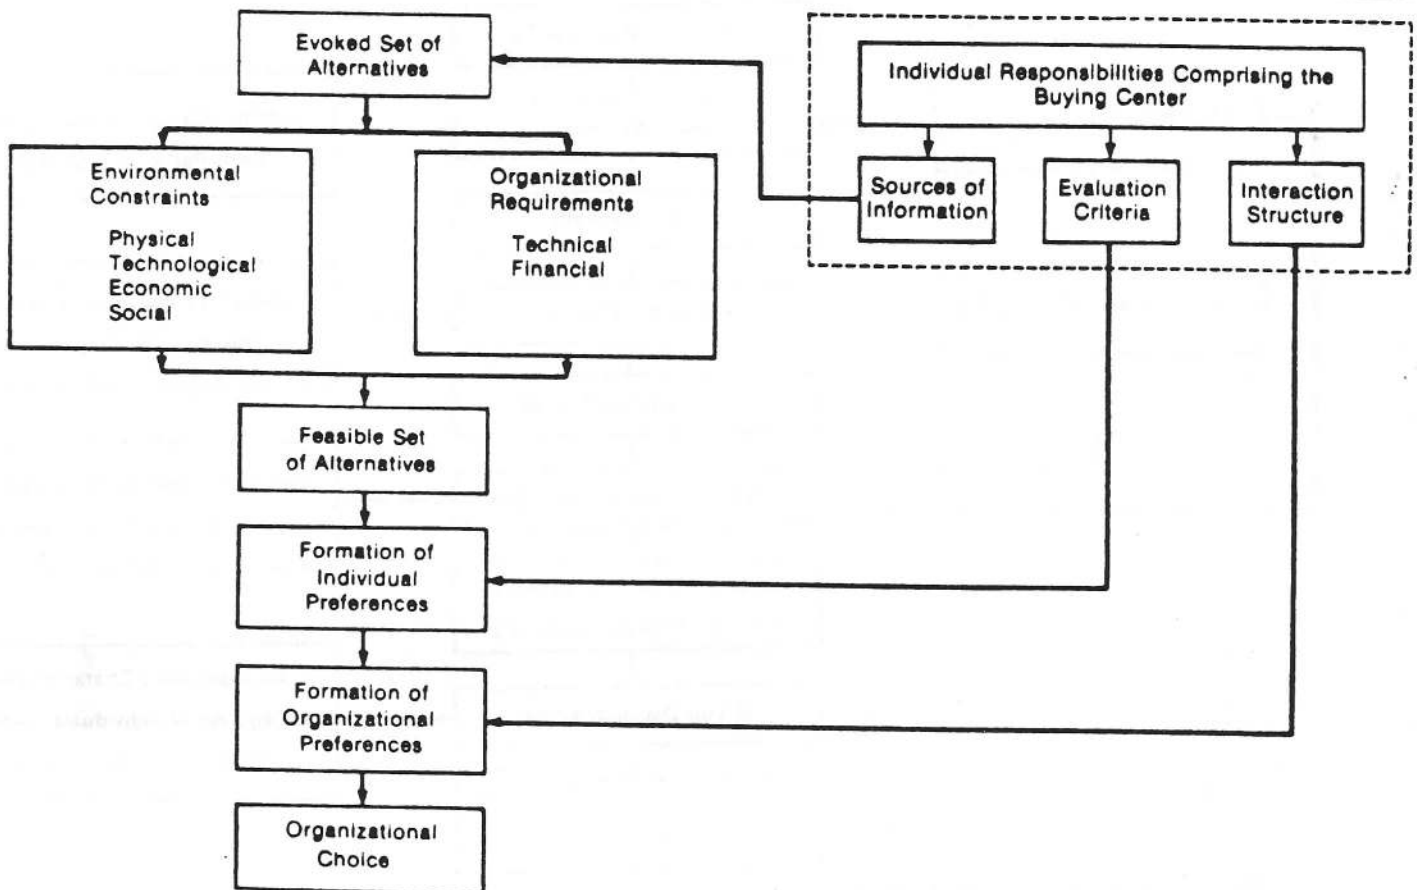 Evoked Set of
Alternatives
Individual Responsibilities Comprising the
Buying Center
Environmental
Constraints
Physical
Technological
Economic
Social
Organizational
Requirements
Technical
Financial
Sources of
Information
Evaluation
Criteria
Interaction
Structure
Feasible Set
of Alternatives
Formation of
Individual
Preferences
Formation of
Organizational
Preferences
Organizational
Choice